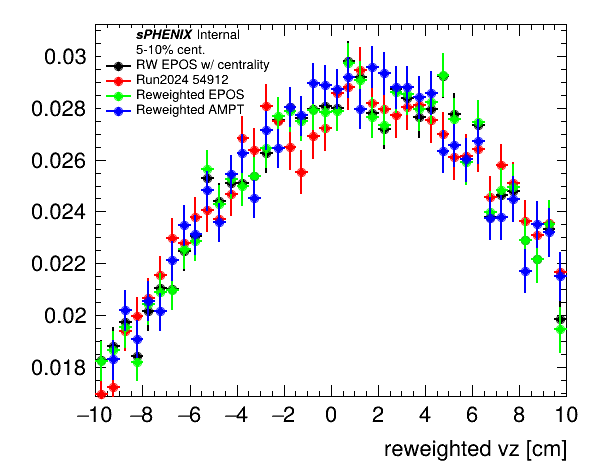 sPHENIX Internal
5-10% cent.
RW EPOS w/ centrality
Run2024 54912
Reweighted EPOS
Reweighted AMPT
0.03
0.028
0.026
0.024
0.022
0.02
0.018
−10 −8 −6 −4 −2 0 2 4 6 8 10
reweighted vz [cm]